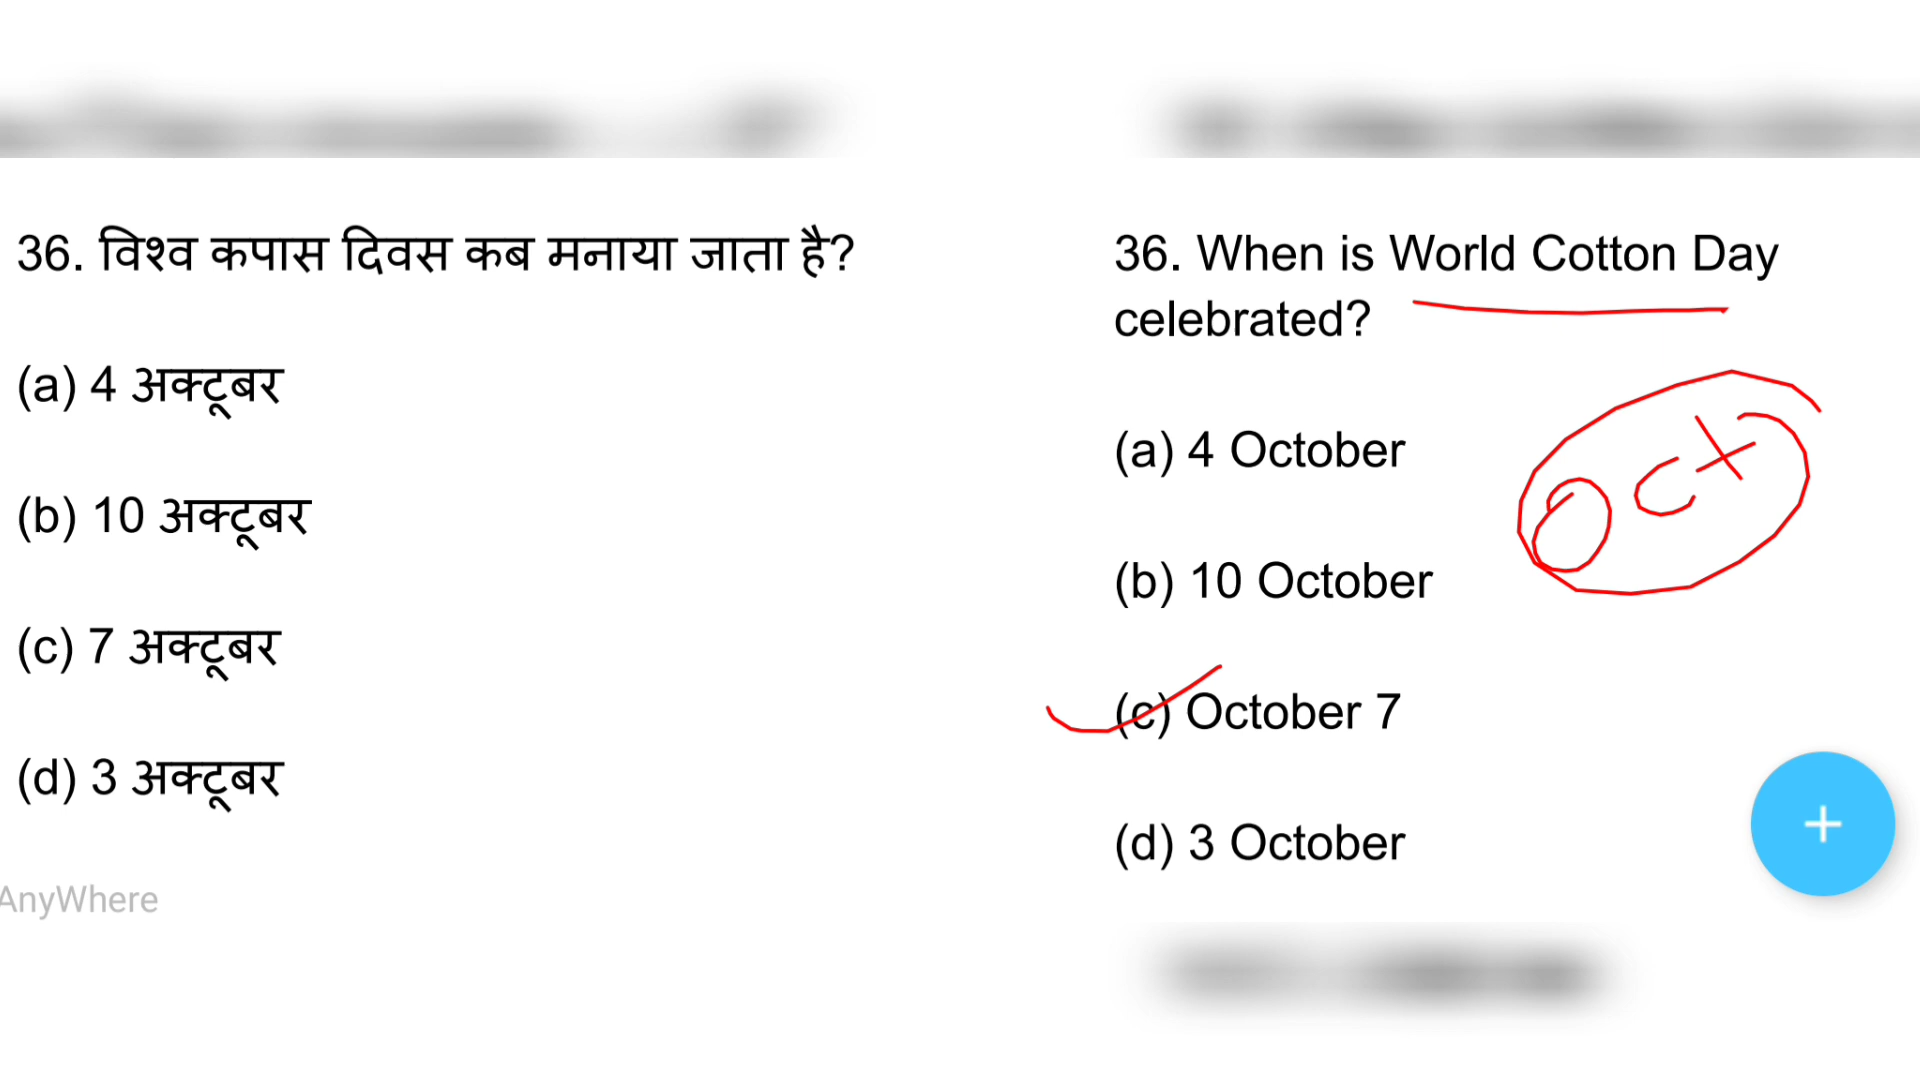 36. विश्व कपास दिवस कब मनाया जाता है?
(a) 4 अक्टूबर
(b) 10 अक्टूबर
(c) 7 अक्टूबर
(d) 3 अक्टूबर
AnyWhere
36. When is World Cotton Day
celebrated?
(a) 4 October
(b) 10 October
(c) October 7
(d) 3 October
Oct
+